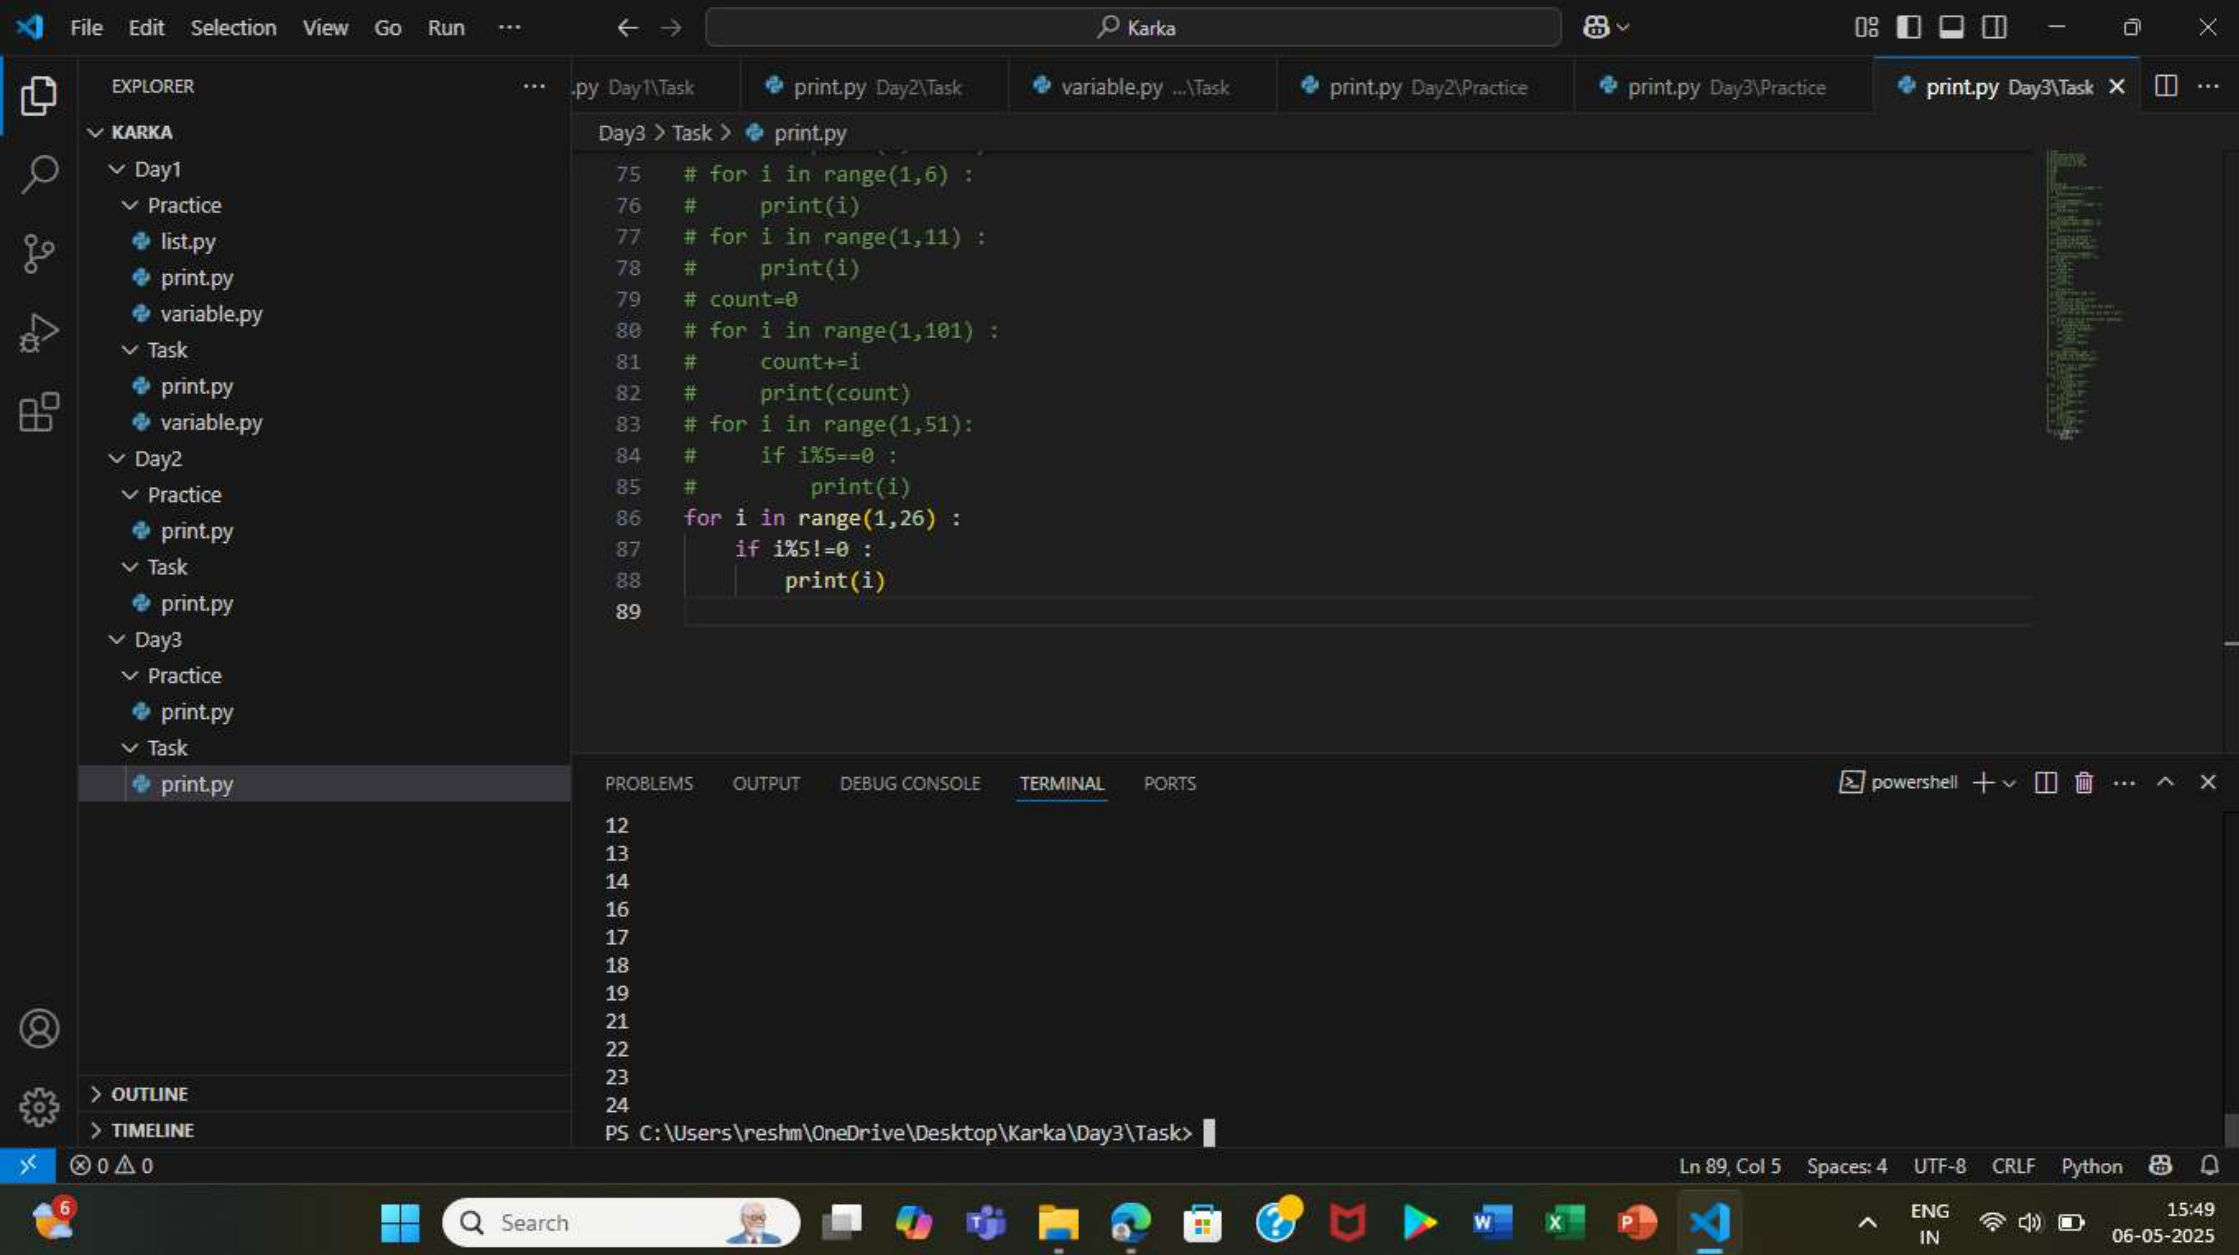 File Edit Selection View Go Run ···
Karka
EXPLORER ···
.py Day1\Task
print.py Day2\Task
variable.py ...\Task
print.py Day2\Practice
print.py Day3\Practice
print.py Day3\Task
Day3 > Task > print.py
KARKA
Day1
Practice
list.py
print.py
variable.py
Task
print.py
variable.py
Day2
Practice
print.py
Task
print.py
Day3
Practice
print.py
Task
print.py
OUTLINE
TIMELINE
75 # for i in range(1,6) :
76 #     print(i)
77 # for i in range(1,11) :
78 #     print(i)
79 # count=0
80 # for i in range(1,101) :
81 #     count+=i
82 #     print(count)
83 # for i in range(1,51):
84 #     if i%5==0 :
85 #         print(i)
86 for i in range(1,26) :
87     if i%5!=0 :
88         print(i)
89
PROBLEMS OUTPUT DEBUG CONSOLE TERMINAL PORTS
powershell
12
13
14
16
17
18
19
21
22
23
24
PS C:\Users\reshm\OneDrive\Desktop\Karka\Day3\Task>
0 0
Ln 89, Col 5 Spaces: 4 UTF-8 CRLF Python
6
Search
ENG
IN
15:49
06-05-2025